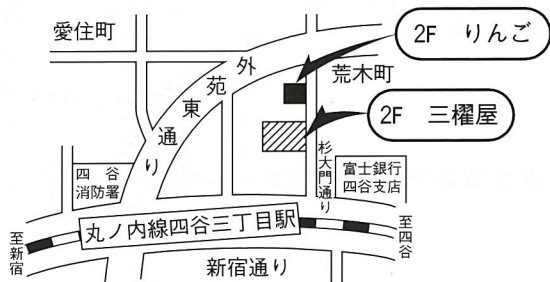 愛住町
外苑東通り
2F りんご
荒木町
2F 三櫂屋
杉大門通り
四谷
消防署
富士銀行
四谷支店
丸ノ内線四谷三丁目駅
至新宿
至四谷
新宿通り